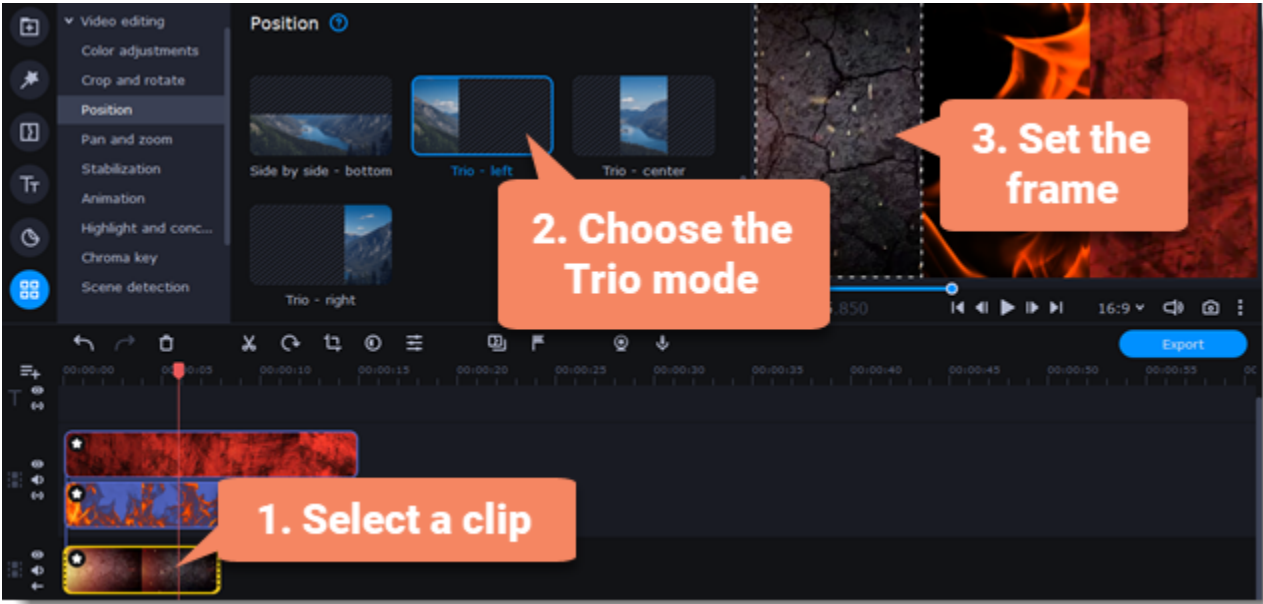 Video editing
Color adjustments
Crop and rotate
Position
Pan and zoom
Stabilization
Animation
Highlight and conc...
Chroma key
Scene detection
Position
Side by side - bottom
Trio - left
Trio - center
Trio - right
3. Set the
frame
2. Choose the
Trio mode
.850
16:9
Export
00:00:00
00:00:10
00:00:15
00:00:20
00:00:25
00:00:30
00:00:35
00:00:40
00:00:45
00:00:50
00:00:55
1. Select a clip